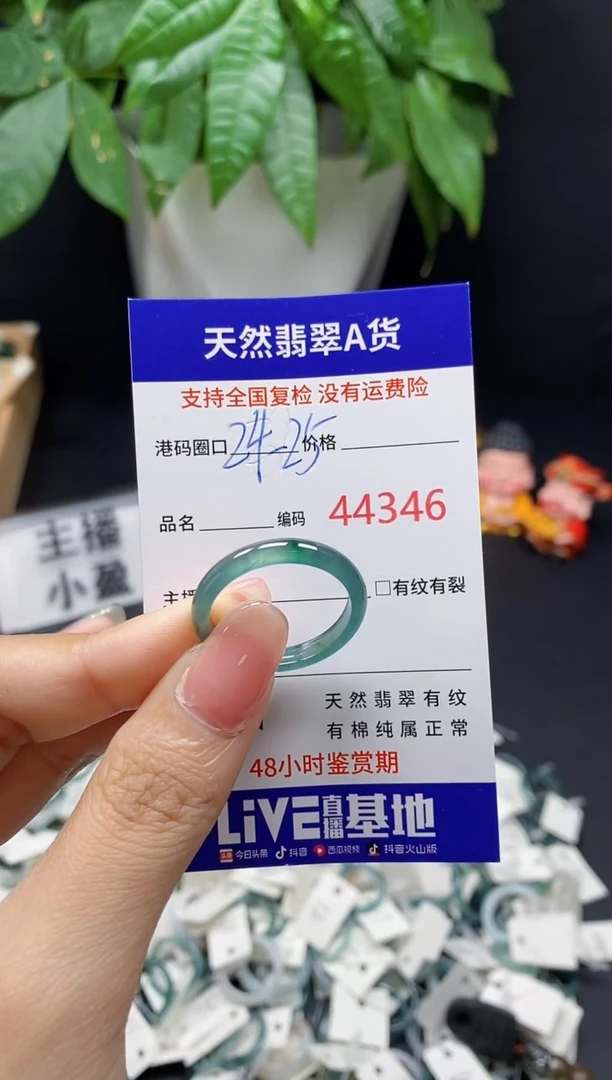 天然翡翠A货
支持全国复检 没有运费险
港码圈口 24-25 价格
品名 编码 44346
主播 □有纹有裂
主播
小盈
天然翡翠有纹
有棉纯属正常
48小时鉴赏期
LiVE直播基地
头条 今日头条 抖音 西瓜视频 抖音火山版